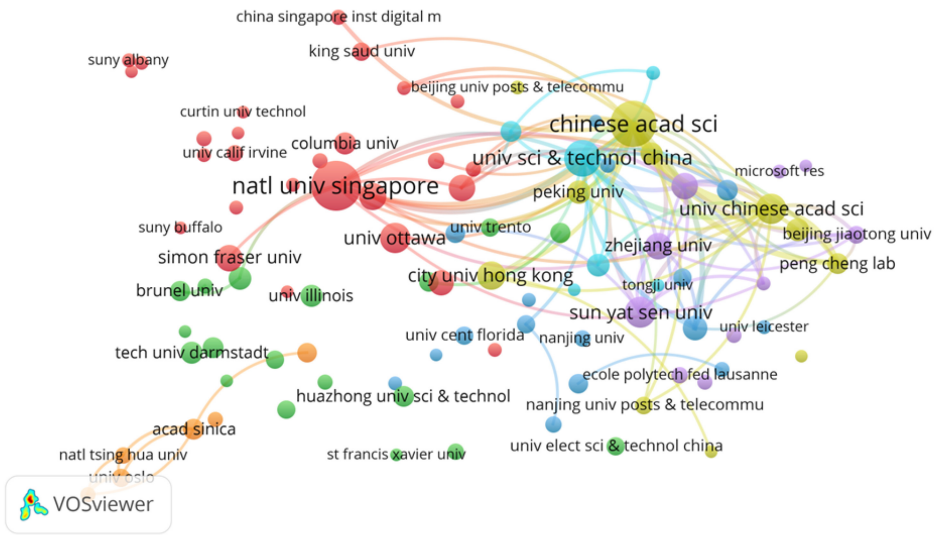 china singapore inst digital m
king saud univ
suny albany
beijing univ posts & telecommu
curtin univ technol
chinese acad sci
columbia univ
univ calif irvine
univ sci & technol china
microsoft res
natl univ singapore
peking univ
univ chinese acad sci
suny buffalo
univ trento
beijing jiaotong univ
univ ottawa
zhejiang univ
simon fraser univ
peng cheng lab
city univ hong kong
tongji univ
brunel univ
univ illinois
sun yat sen univ
univ leicester
univ cent florida
nanjing univ
tech univ darmstadt
ecole polytech fed lausanne
huazhong univ sci & technol
nanjing univ posts & telecommu
acad sinica
univ elect sci & technol china
natl tsing hua univ
st francis xavier univ
univ oslo
VOSviewer